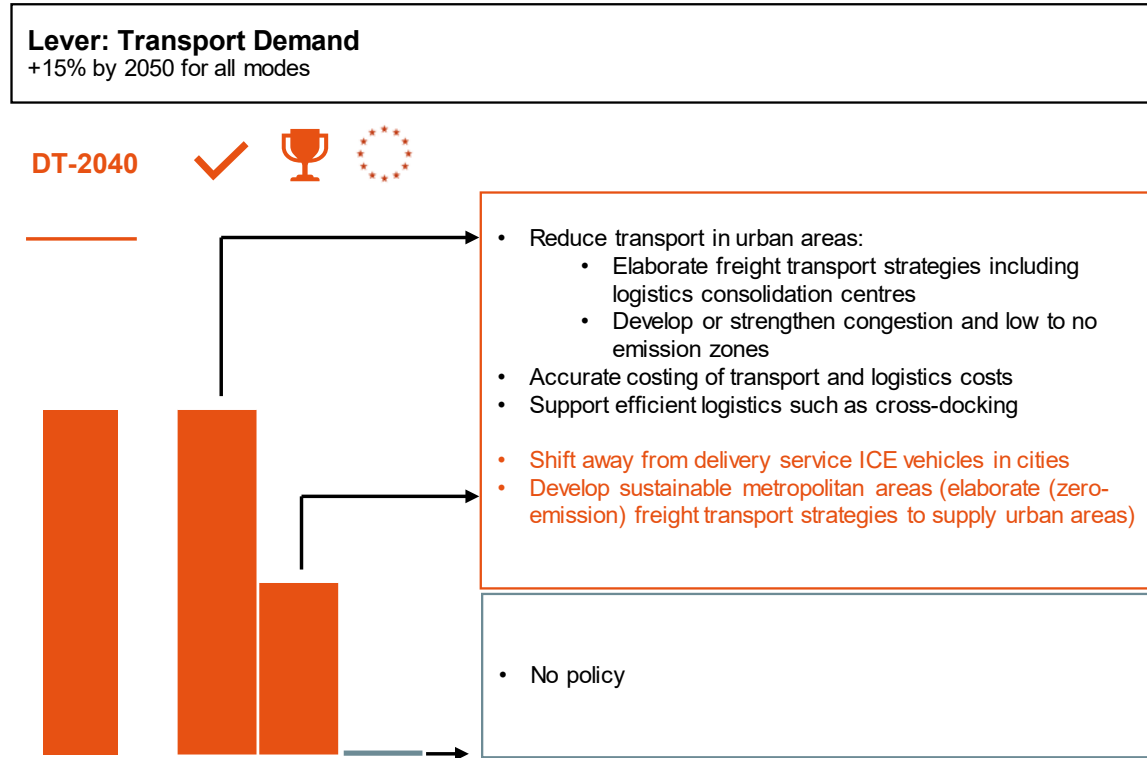 Lever: Transport Demand
+15% by 2050 for all modes
DT-2040
• Reduce transport in urban areas:
• Elaborate freight transport strategies including
logistics consolidation centres
• Develop or strengthen congestion and low to no
emission zones
• Accurate costing of transport and logistics costs
• Support efficient logistics such as cross-docking
• Shift away from delivery service ICE vehicles in cities
• Develop sustainable metropolitan areas (elaborate (zero-
emission) freight transport strategies to supply urban areas)
• No policy